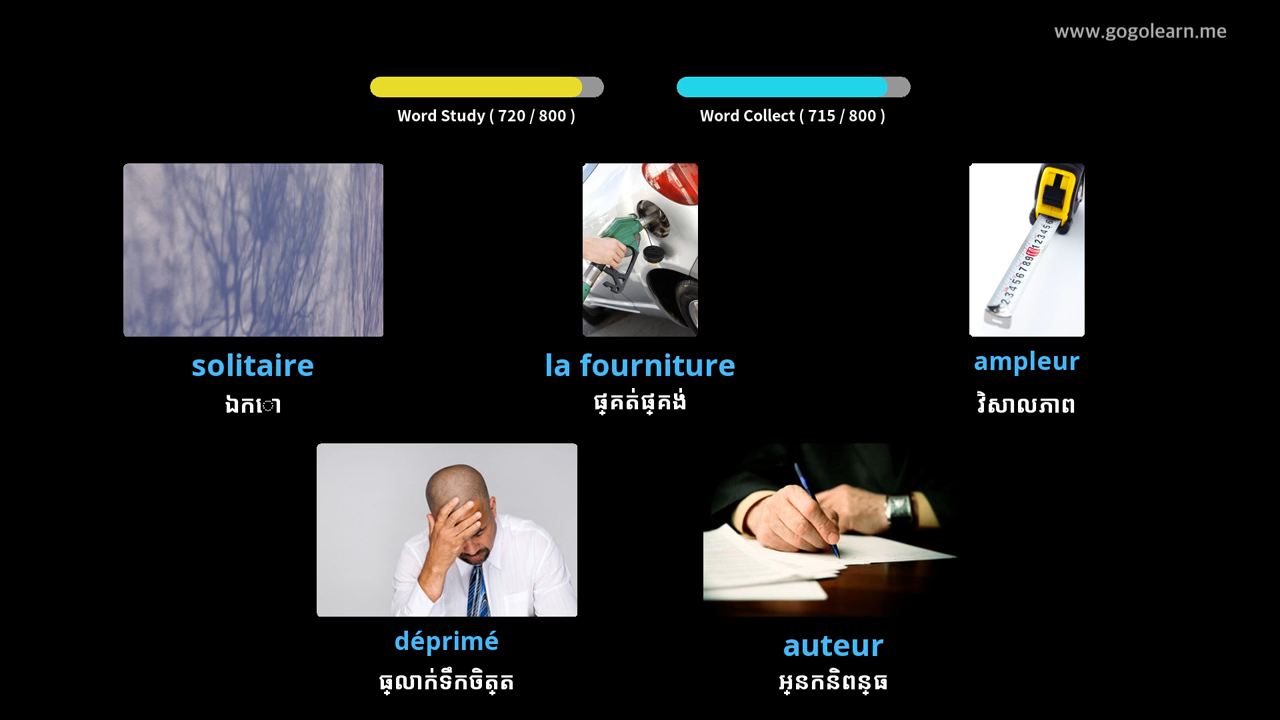 www.gogolearn.me
Word Study ( 720 / 800 )
Word Collect ( 715 / 800 )
solitaire
ឯកោ
la fourniture
ផ្គត់ផ្គង់
ampleur
វិសាលភាព
déprimé
ធ្លាក់ទឹកចិត្ត
auteur
អ្នកនិពន្ធ